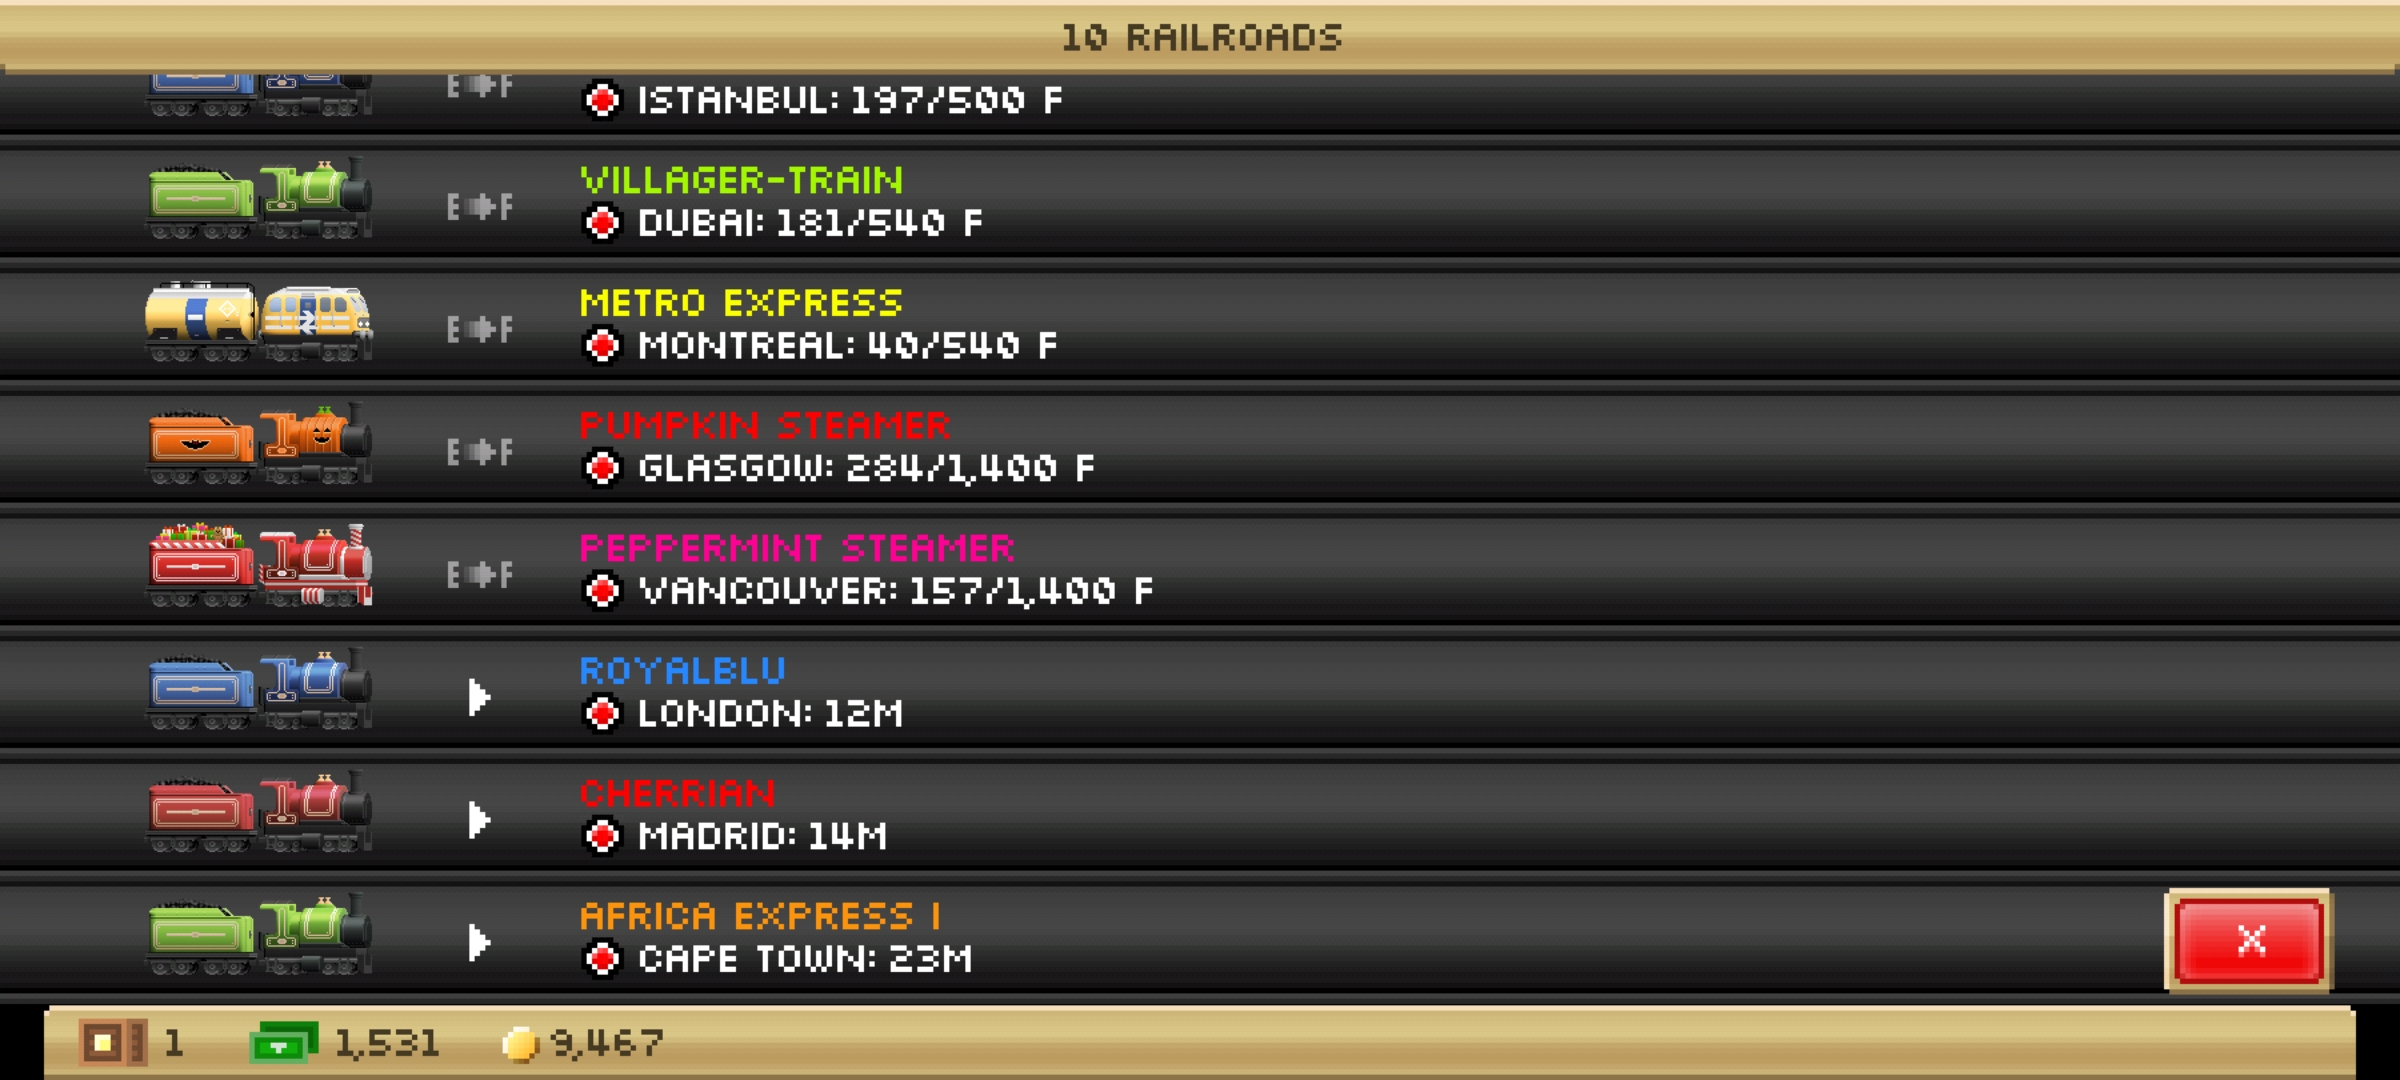 10 RAILROADS
E F
ISTANBUL: 197/500 F
VILLAGER-TRAIN
E F
DUBAI: 181/540 F
METRO EXPRESS
E F
MONTREAL: 40/540 F
PUMPKIN STEAMER
E F
GLASGOW: 284/1,400 F
PEPPERMINT STEAMER
E F
VANCOUVER: 157/1,400 F
ROYALBLU
LONDON: 12M
CHERRIAN
MADRID: 14M
AFRICA EXPRESS I
CAPE TOWN: 23M
X
1 1,531 9,467